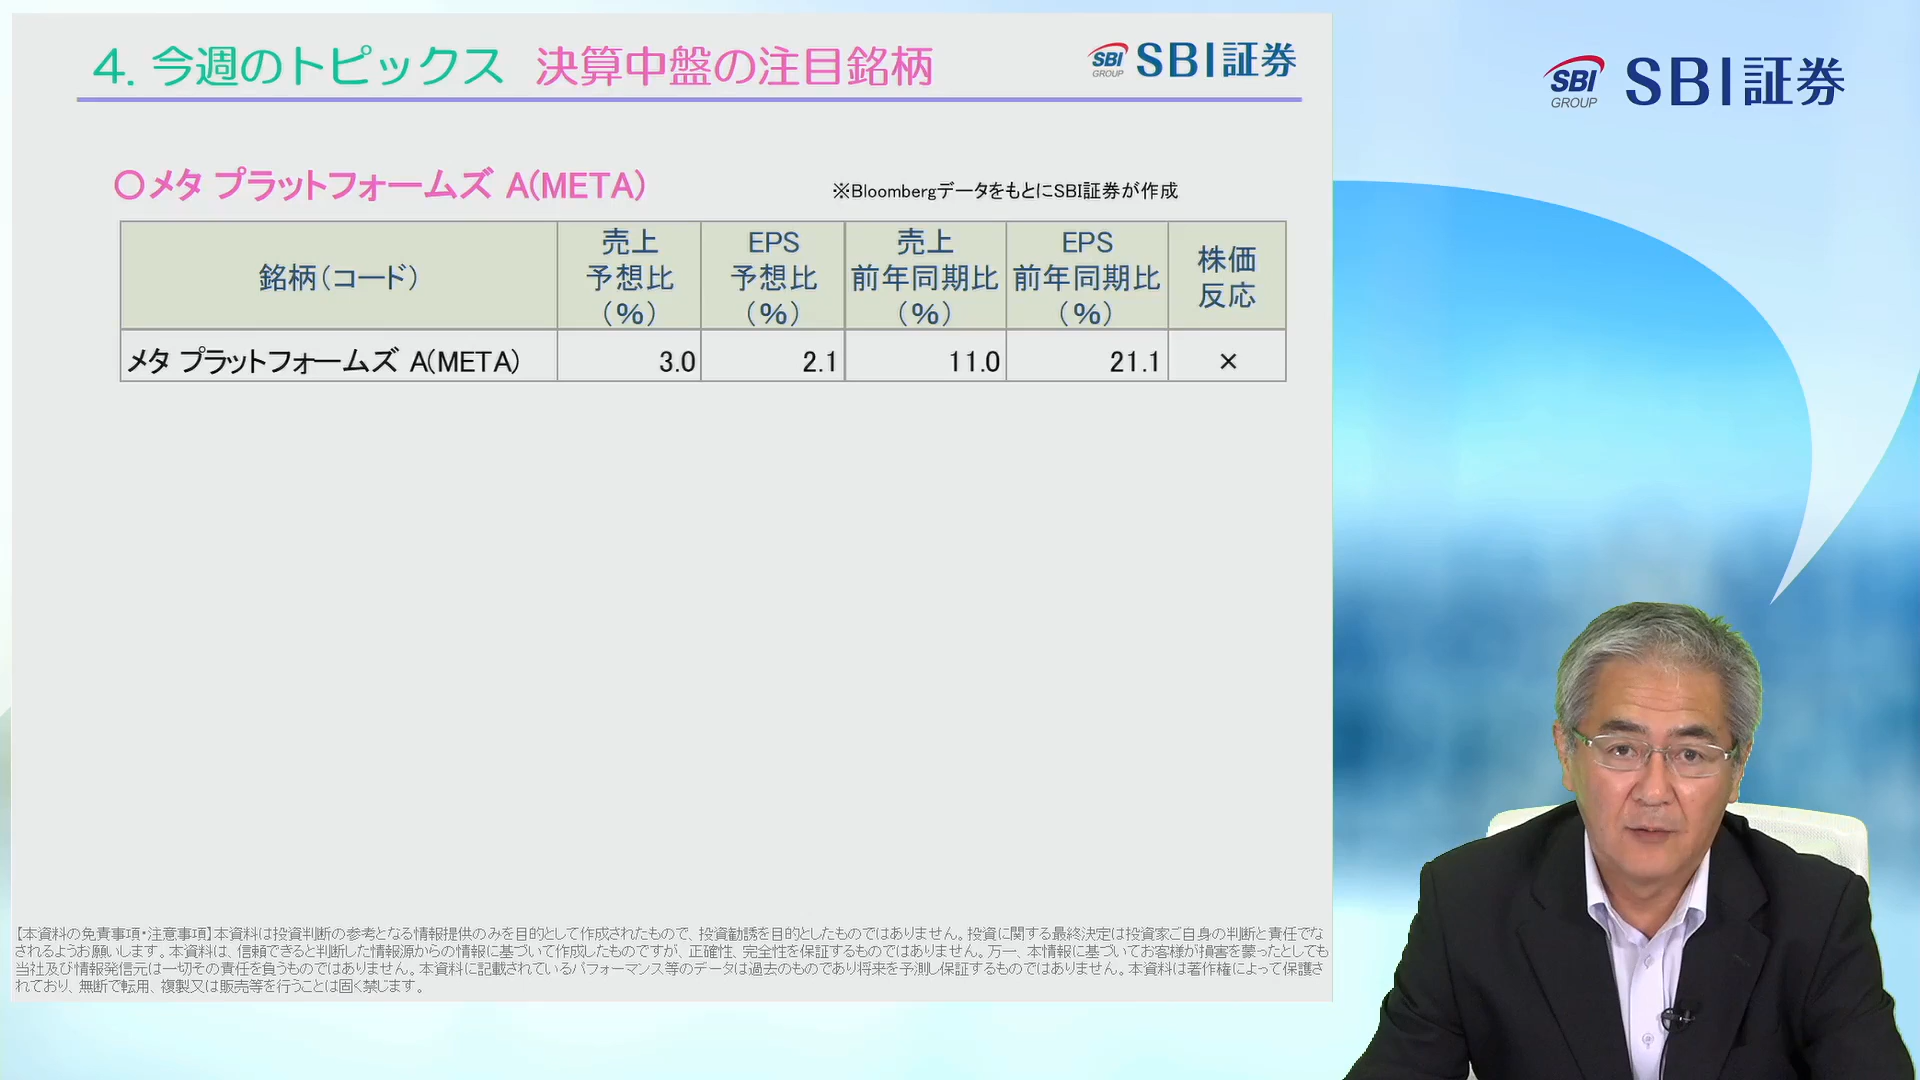 4. 今週のトピックス 決算中盤の注目銘柄
SBI GROUP SBI証券
SBI GROUP SBI証券
〇メタ プラットフォームズ A(META)
※BloombergデータをもとにSBI証券が作成
銘柄（コード） 売上予想比（％） EPS予想比（％） 売上前年同期比（％） EPS前年同期比（％） 株価反応
メタ プラットフォームズ A(META) 3.0 2.1 11.0 21.1 ×
【本資料の免責事項・注意事項】本資料は投資判断の参考となる情報提供のみを目的として作成されたもので、投資勧誘を目的としたものではありません。投資に関する最終決定は投資家ご自身の判断と責任でな
されるようお願いします。本資料は、信頼できると判断した情報源からの情報に基づいて作成したものですが、正確性、完全性を保証するものではありません。万一、本情報に基づいてお客様が損害を蒙ったとしても
当社及び情報発信元は一切その責任を負うものではありません。本資料に記載されているパフォーマンス等のデータは過去のものであり将来を予測し保証するものではありません。本資料は著作権によって保護さ
れており、無断で転用、複製又は販売等を行うことは固く禁じます。